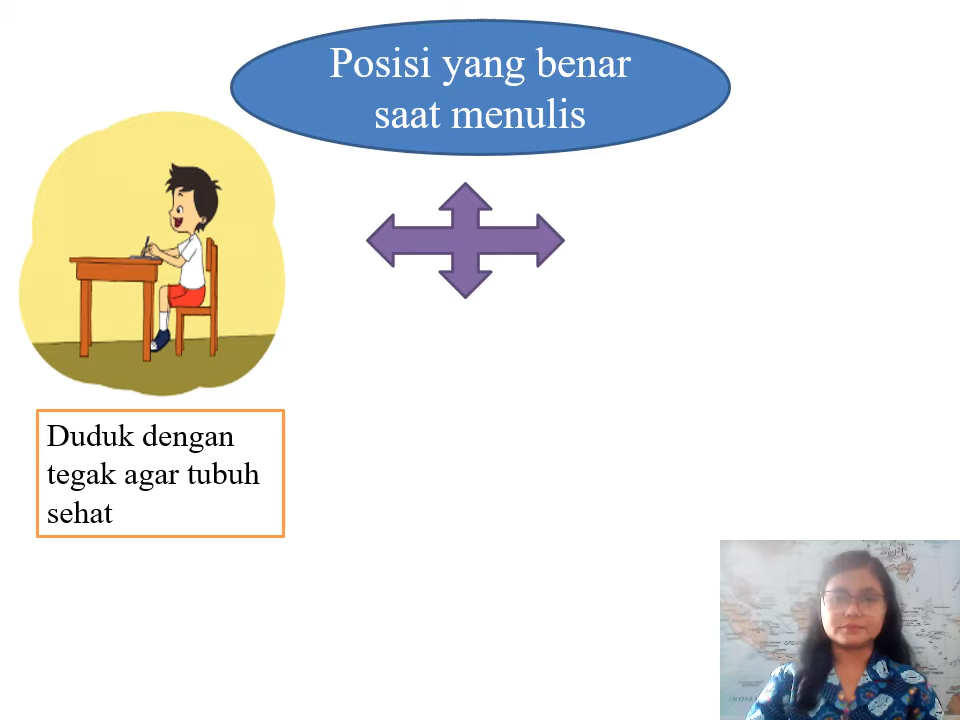 Posisi yang benar
saat menulis
Duduk dengan
tegak agar tubuh
sehat